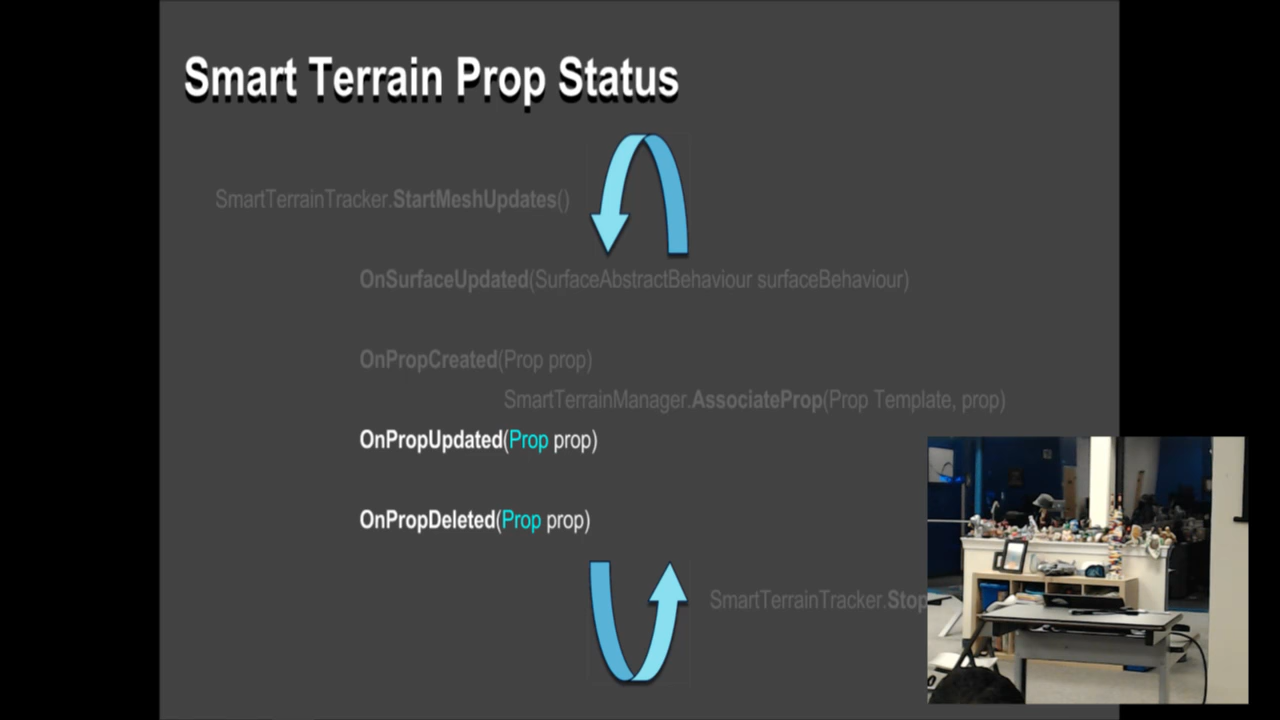 Smart Terrain Prop Status
SmartTerrainTracker.StartMeshUpdates()
OnSurfaceUpdated(SurfaceAbstractBehaviour surfaceBehaviour)
OnPropCreated(Prop prop)
SmartTerrainManager.AssociateProp(Prop Template, prop)
OnPropUpdated(Prop prop)
OnPropDeleted(Prop prop)
SmartTerrainTracker.Stop